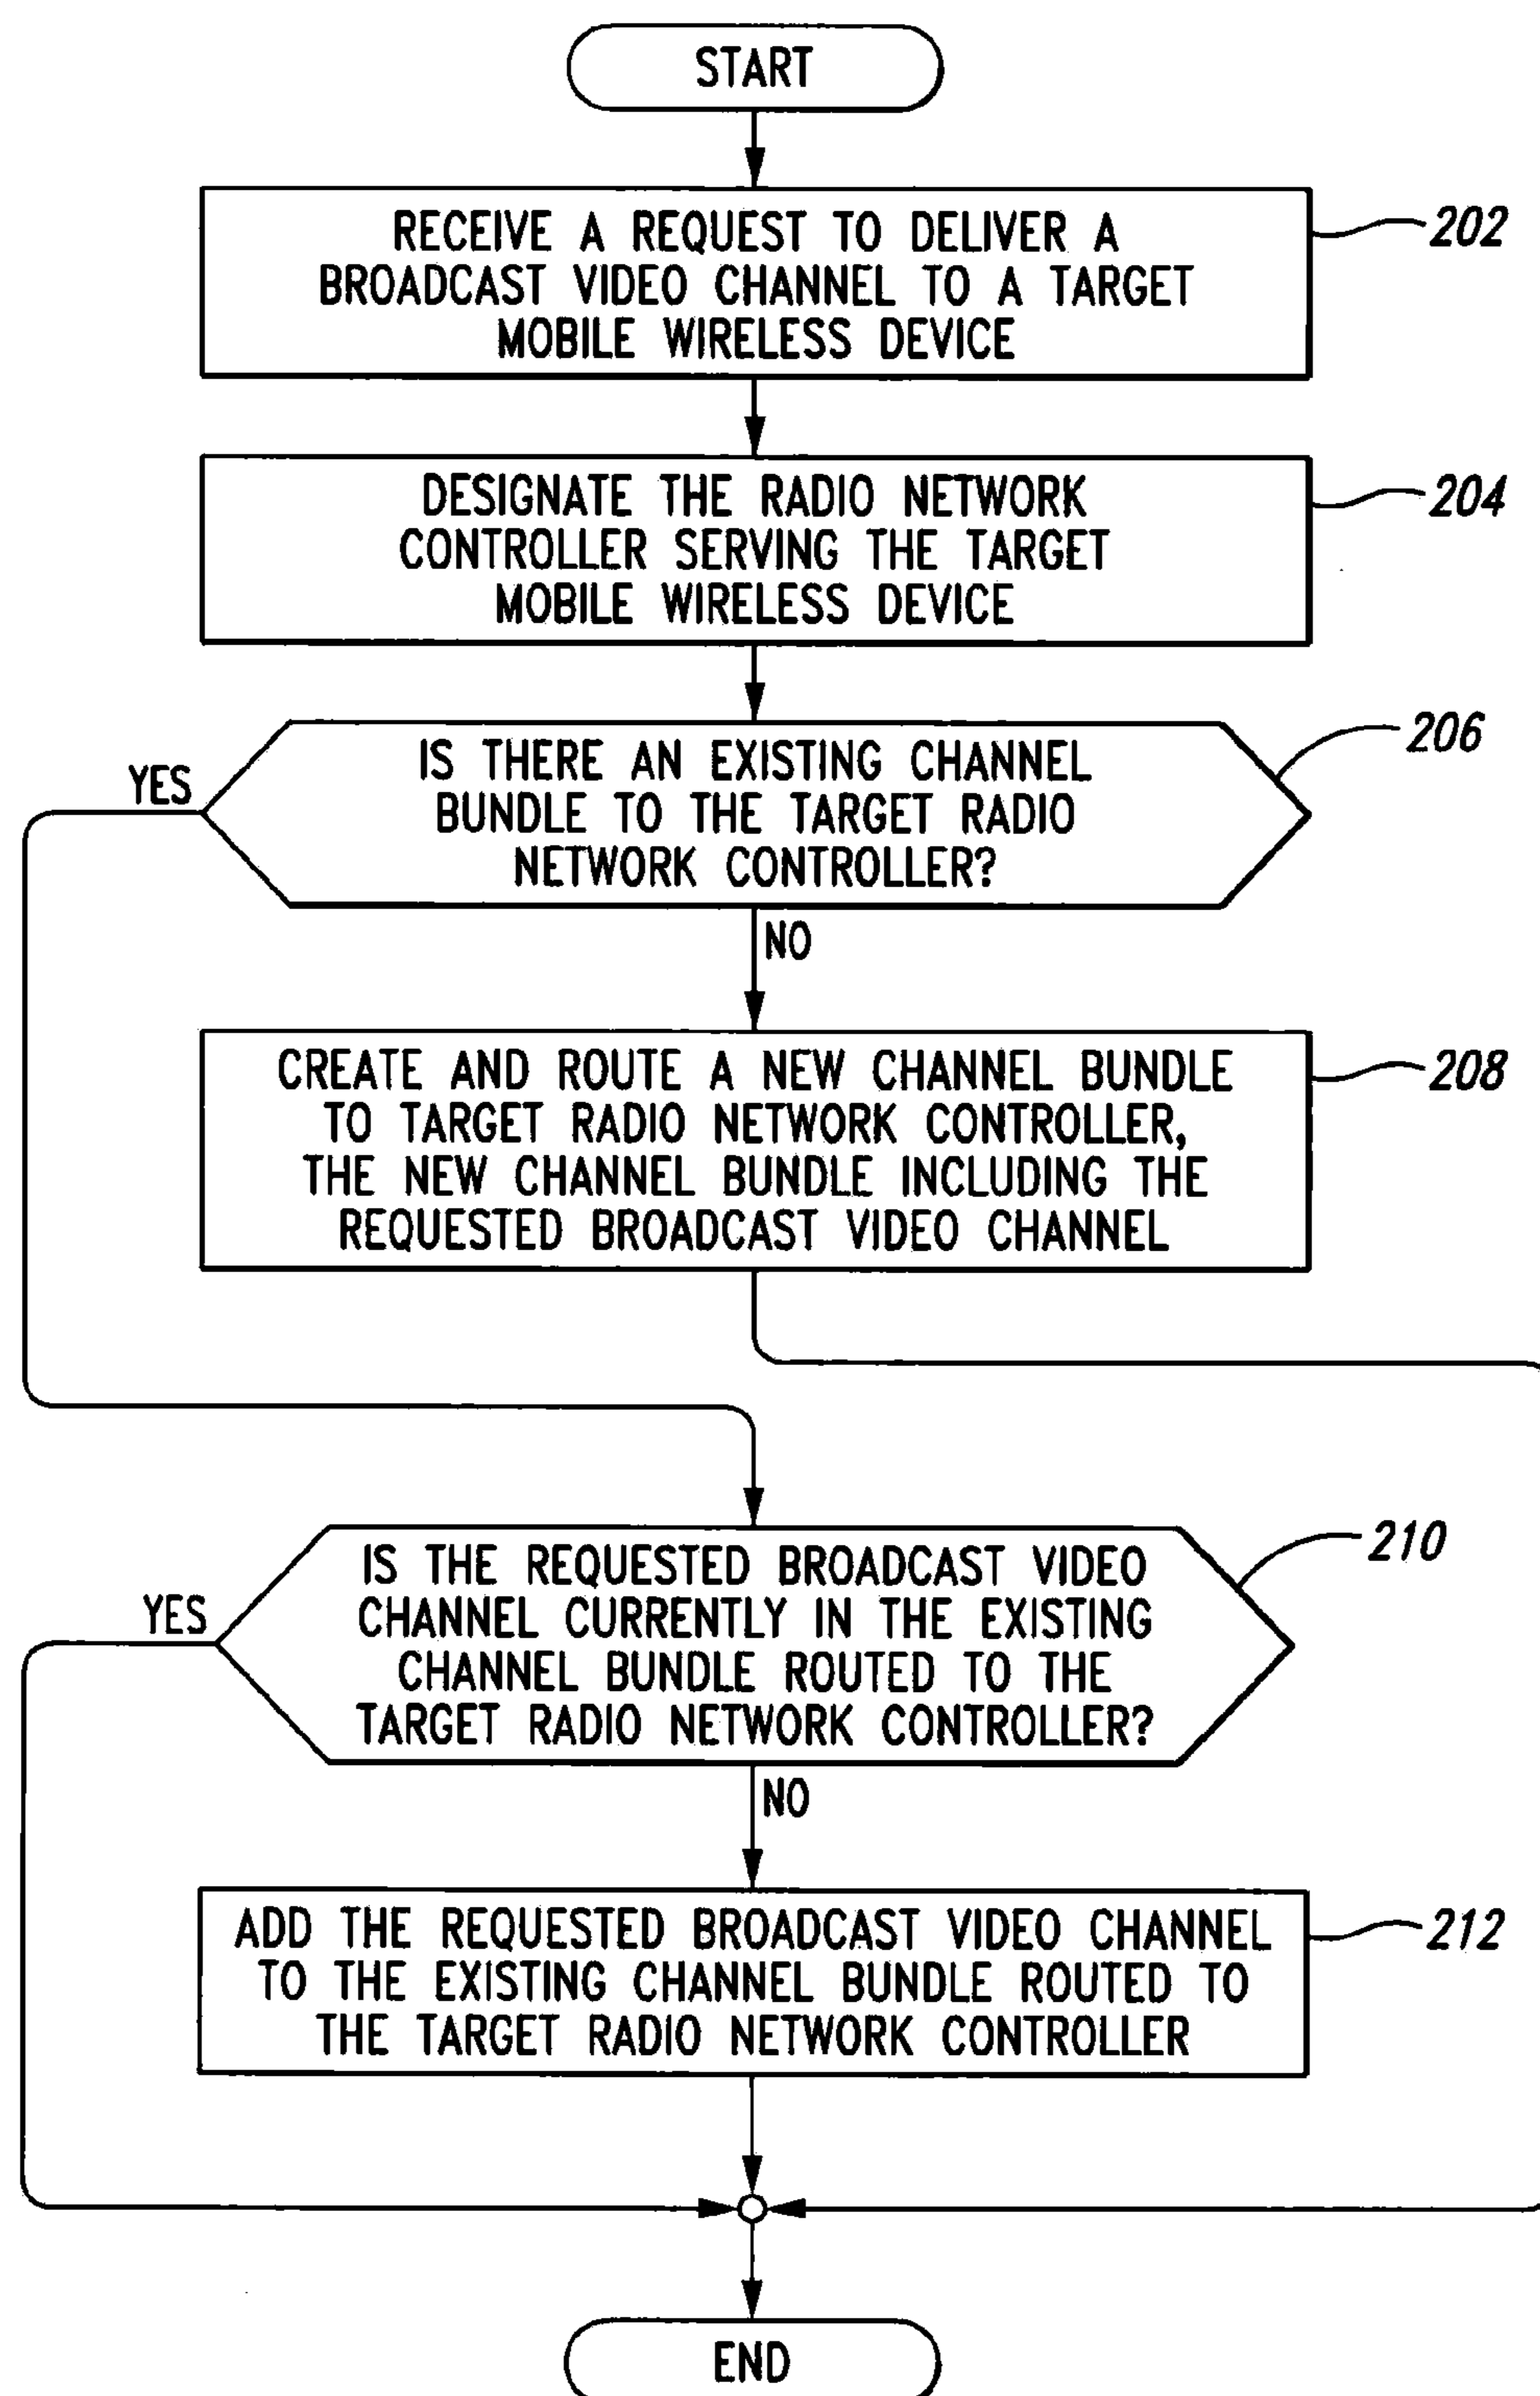 START
RECEIVE A REQUEST TO DELIVER A
BROADCAST VIDEO CHANNEL TO A TARGET
MOBILE WIRELESS DEVICE
202
DESIGNATE THE RADIO NETWORK
CONTROLLER SERVING THE TARGET
MOBILE WIRELESS DEVICE
204
IS THERE AN EXISTING CHANNEL
BUNDLE TO THE TARGET RADIO
NETWORK CONTROLLER?
206
YES
NO
CREATE AND ROUTE A NEW CHANNEL BUNDLE
TO TARGET RADIO NETWORK CONTROLLER,
THE NEW CHANNEL BUNDLE INCLUDING THE
REQUESTED BROADCAST VIDEO CHANNEL
208
IS THE REQUESTED BROADCAST VIDEO
CHANNEL CURRENTLY IN THE EXISTING
CHANNEL BUNDLE ROUTED TO THE
TARGET RADIO NETWORK CONTROLLER?
210
YES
NO
ADD THE REQUESTED BROADCAST VIDEO CHANNEL
TO THE EXISTING CHANNEL BUNDLE ROUTED TO
THE TARGET RADIO NETWORK CONTROLLER
212
END